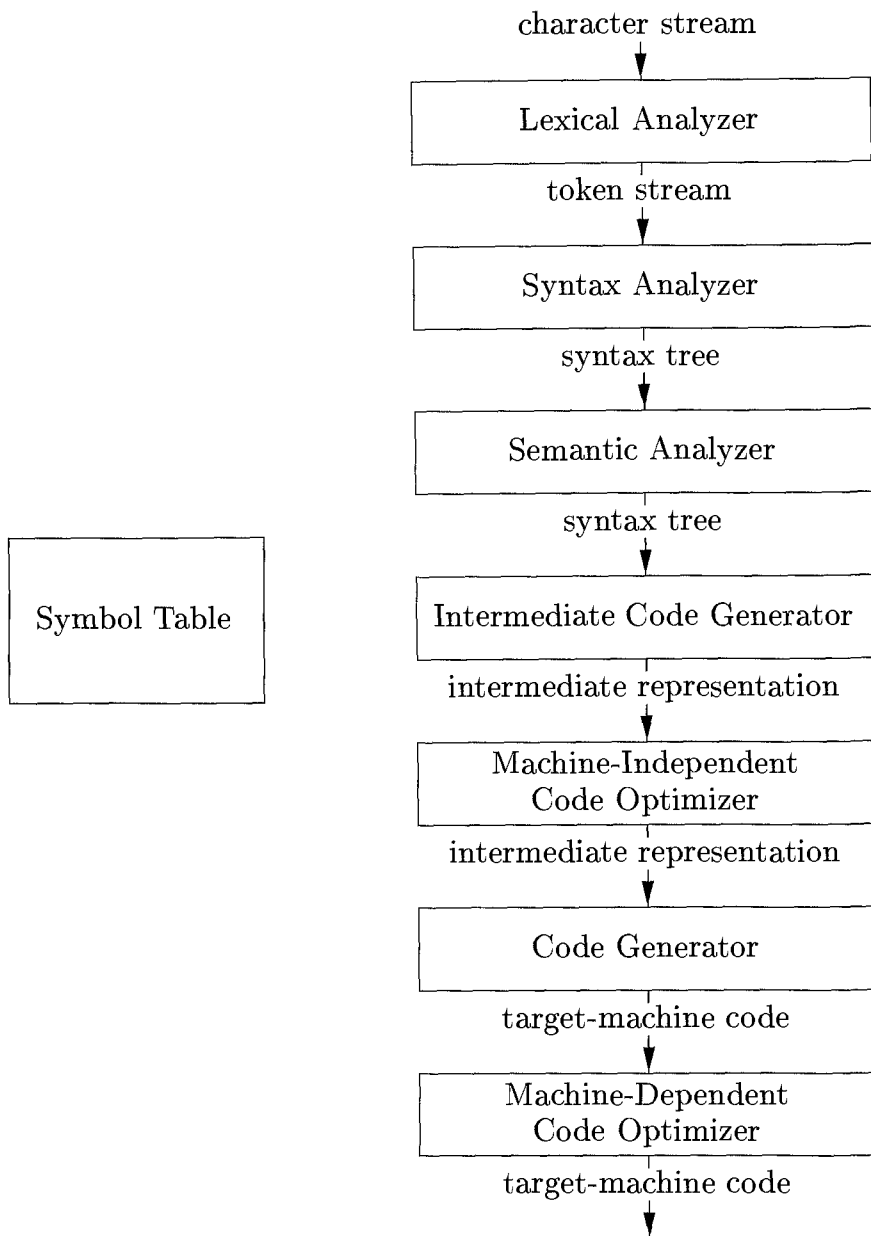 character stream
Lexical Analyzer
token stream
Syntax Analyzer
syntax tree
Semantic Analyzer
syntax tree
Symbol Table
Intermediate Code Generator
intermediate representation
Machine-Independent
Code Optimizer
intermediate representation
Code Generator
target-machine code
Machine-Dependent
Code Optimizer
target-machine code